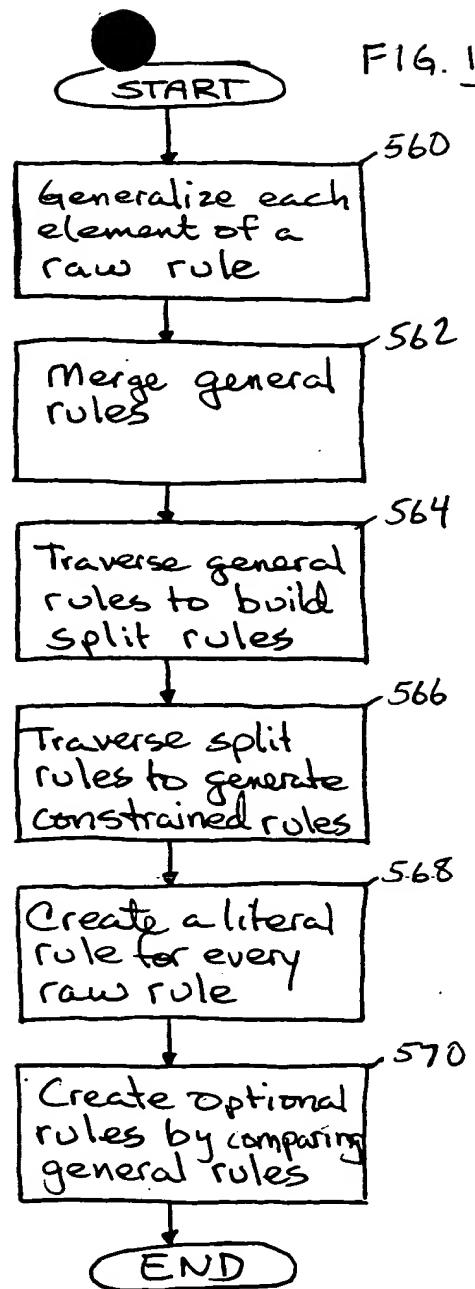 FIG. 1
START
560
Generalize each
element of a
raw rule
562
Merge general
rules
564
Traverse general
rules to build
split rules
566
Traverse split
rules to generate
constrained rules
568
Create a literal
rule for every
raw rule
570
Create optional
rules by comparing
general rules
END